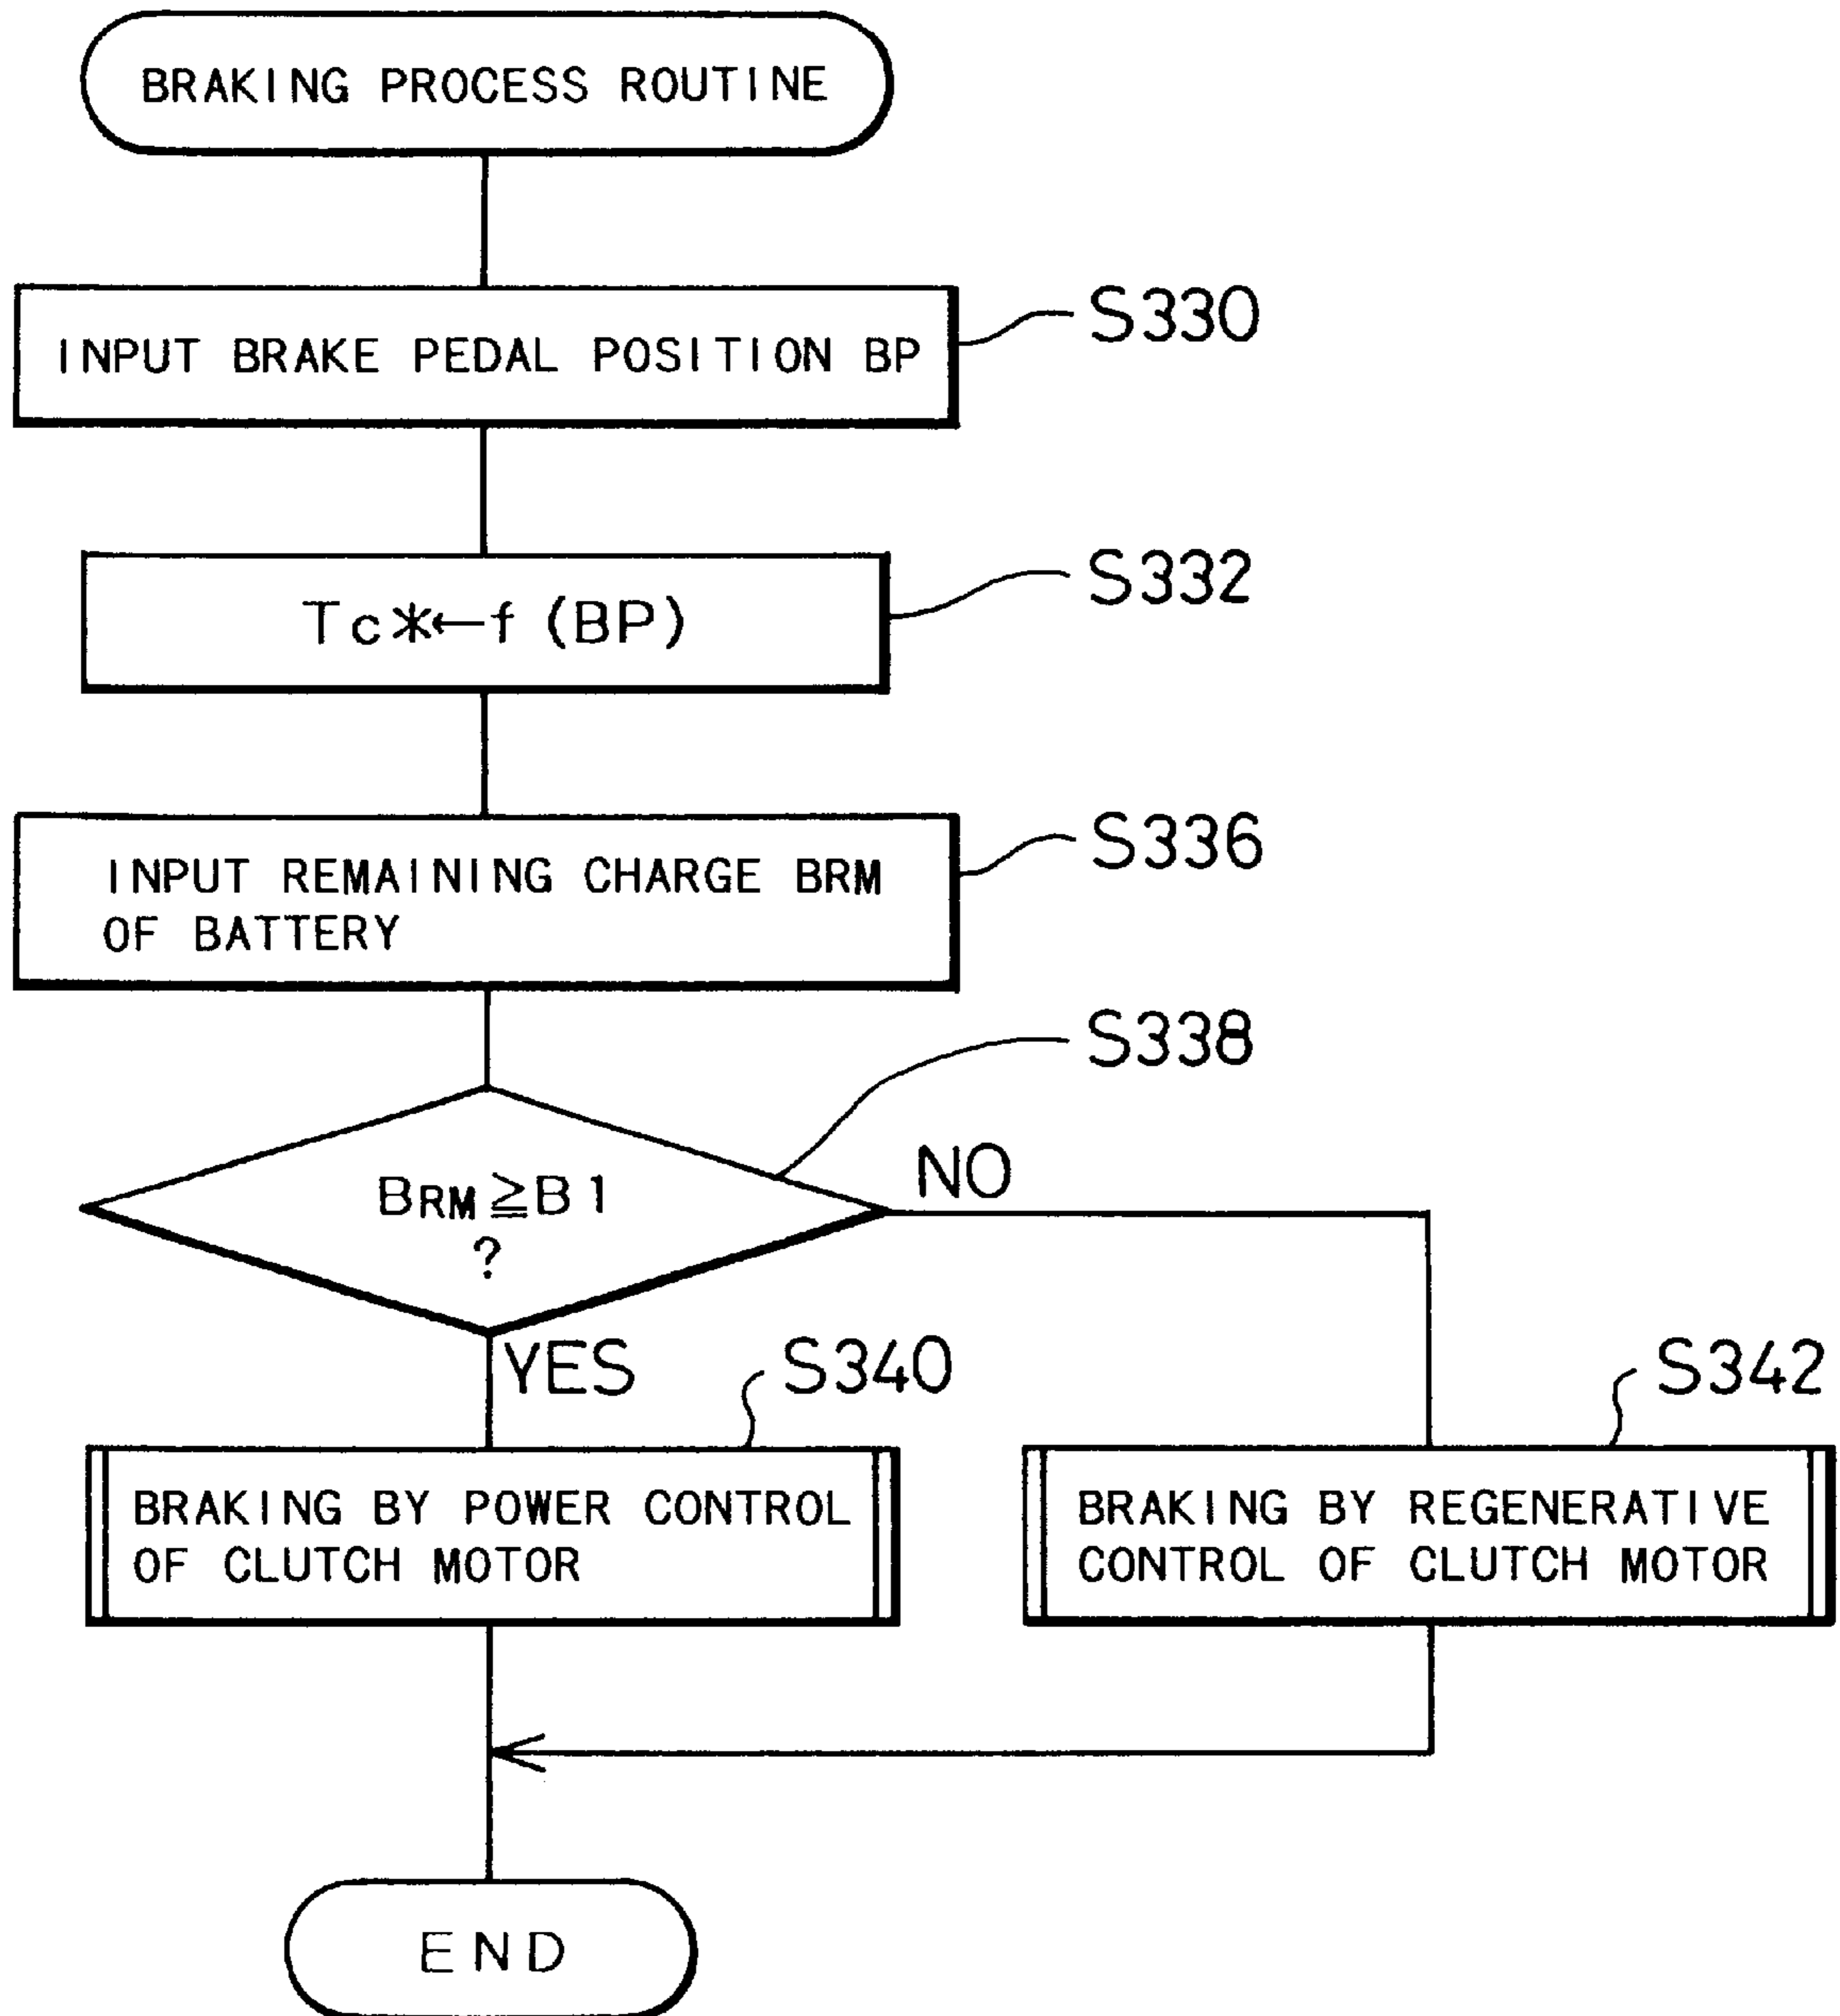 BRAKING PROCESS ROUTINE
INPUT BRAKE PEDAL POSITION BP
S330
Tc*←f (BP)
S332
INPUT REMAINING CHARGE BRM
OF BATTERY
S336
S338
BRM≧B1
?
NO
YES
S340
S342
BRAKING BY POWER CONTROL
OF CLUTCH MOTOR
BRAKING BY REGENERATIVE
CONTROL OF CLUTCH MOTOR
END